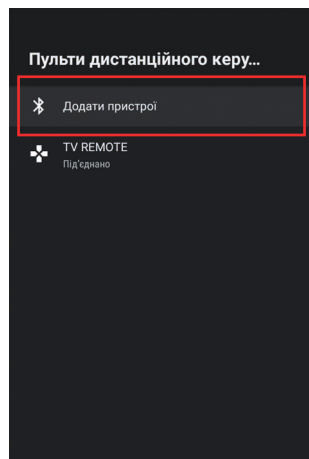 Пульти дистанційного керу...
Додати пристрої
TV REMOTE
Під'єднано